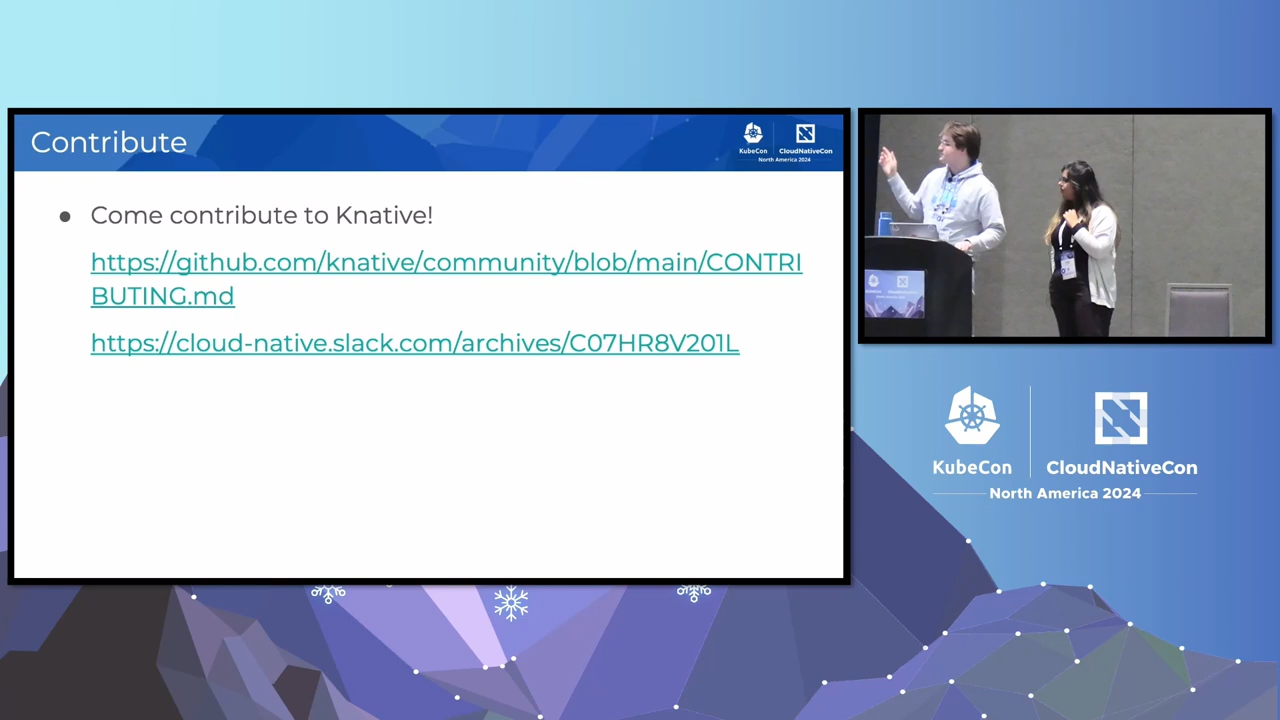 Contribute
KubeCon
CloudNativeCon
North America 2024
● Come contribute to Knative!
https://github.com/knative/community/blob/main/CONTRI
BUTING.md
https://cloud-native.slack.com/archives/C07HR8V201L
KubeCon
CloudNativeCon
North America 2024